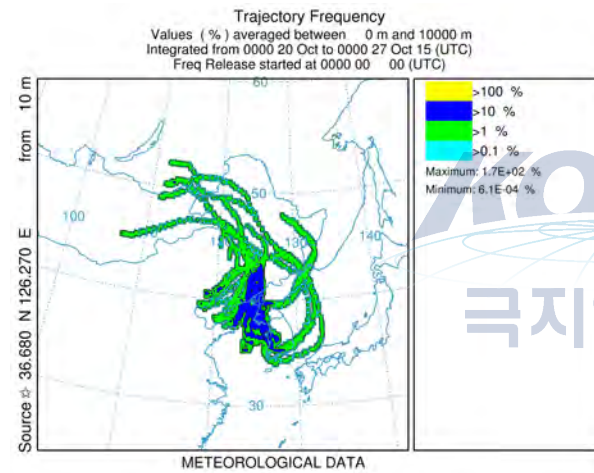 Trajectory Frequency
Values ( % ) averaged between 0 m and 10000 m
Integrated from 0000 20 Oct to 0000 27 Oct 15 (UTC)
Freq Release started at 0000 00 00 (UTC)
Source ☆ 36.680 N 126.270 E from 10 m
60
50
100
130
140
30
>100 %
>10 %
>1 %
>0.1 %
Maximum: 1.7E+02 %
Minimum: 6.1E-04 %
KO
극지
METEOROLOGICAL DATA